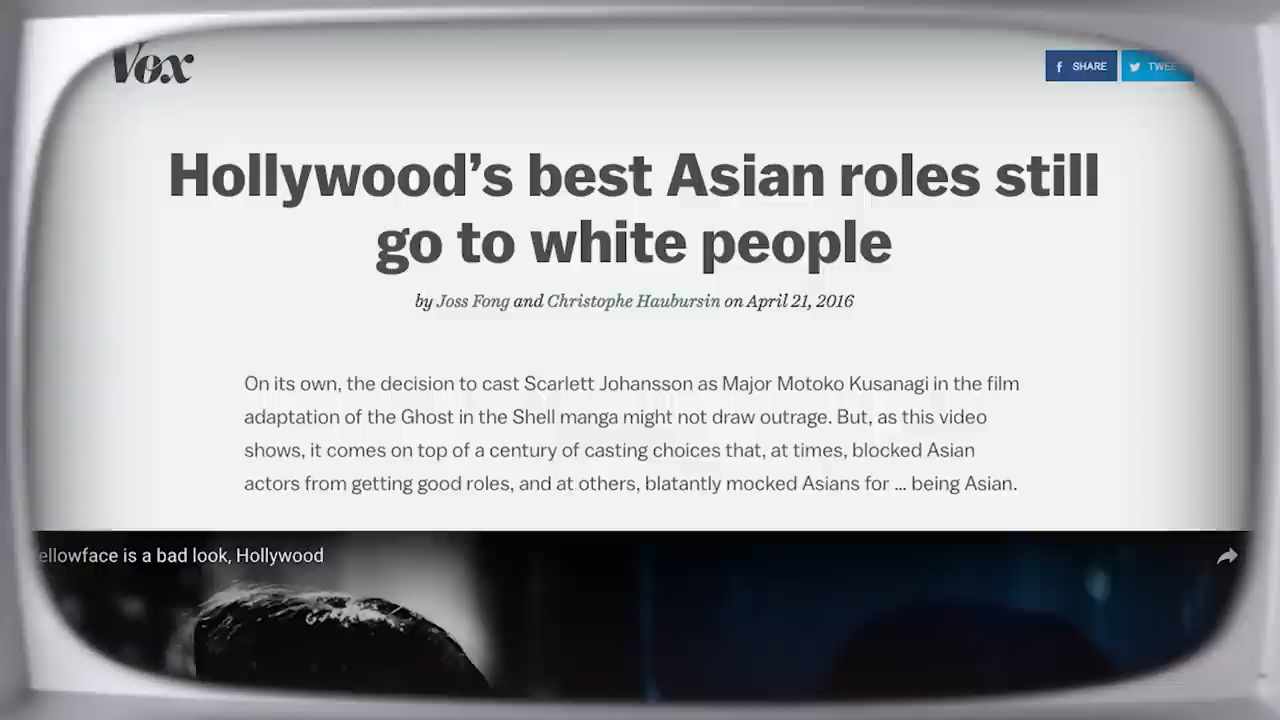 Vox
SHARE
TWEE
Hollywood's best Asian roles still
go to white people
by Joss Fong and Christophe Haubursin on April 21, 2016
On its own, the decision to cast Scarlett Johansson as Major Motoko Kusanagi in the film
adaptation of the Ghost in the Shell manga might not draw outrage. But, as this video
shows, it comes on top of a century of casting choices that, at times, blocked Asian
actors from getting good roles, and at others, blatantly mocked Asians for ... being Asian.
ellowface is a bad look, Hollywood